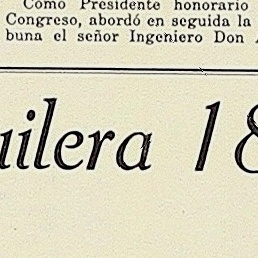 Como Presidente honorario
Congreso, abordó en seguida la
buna el señor Ingeniero Don
uilera 18